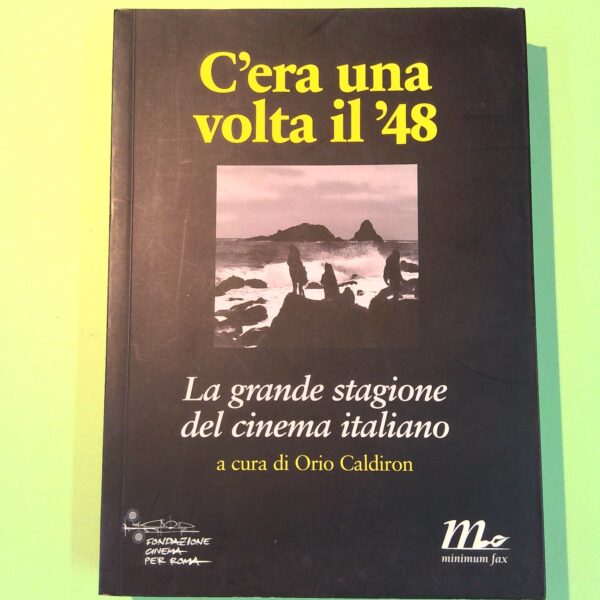 C'era una
volta il '48
La grande stagione
del cinema italiano
a cura di Orio Caldiron
FONDAZIONE
CINEMA
PER ROMA
minimum fax